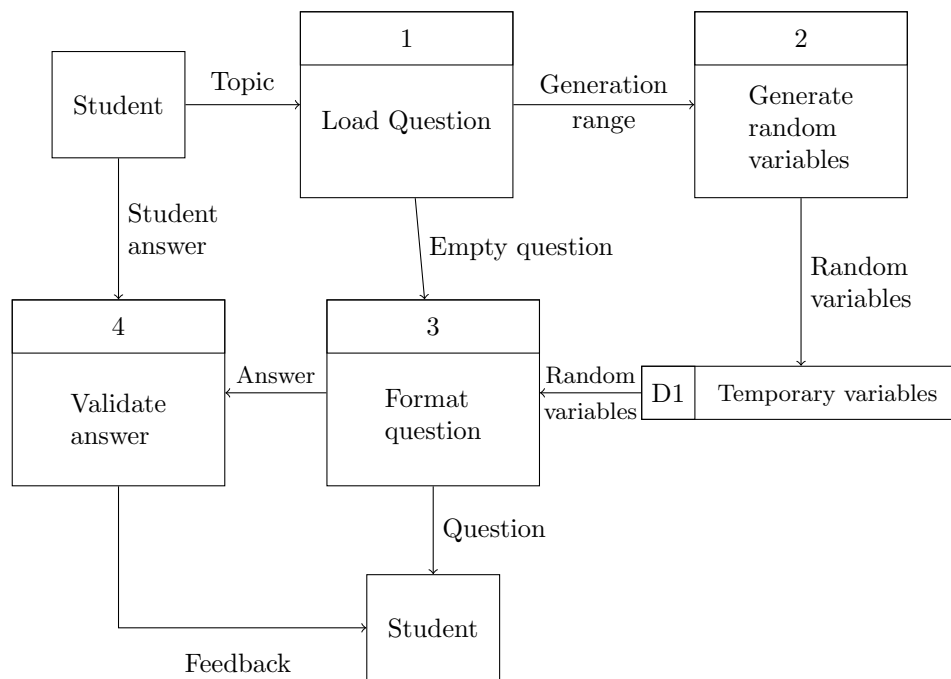 1
2
Student
Topic
Load Question
Generation
range
Generate
random
variables
Student
answer
Empty question
Random
variables
4
3
Validate
answer
Answer
Format
question
Random
variables
D1
Temporary variables
Question
Student
Feedback